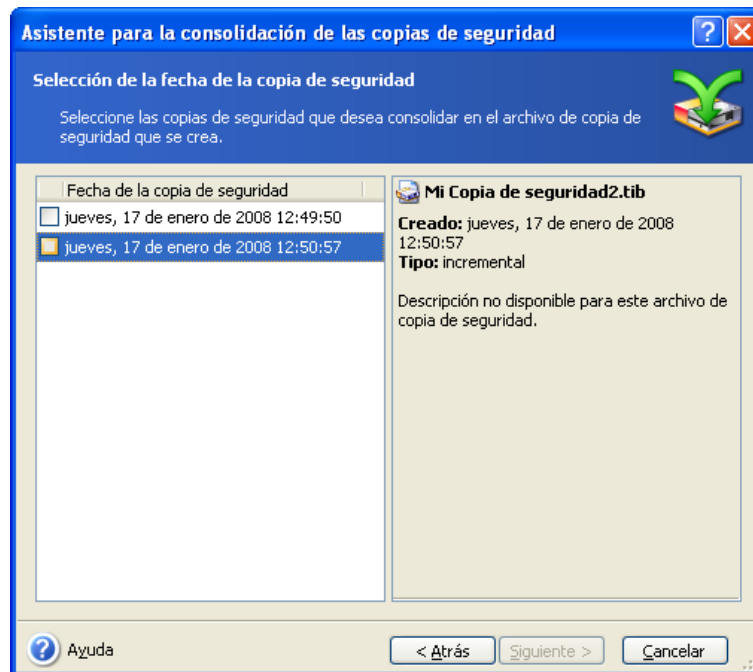 Asistente para la consolidación de las copias de seguridad
Selección de la fecha de la copia de seguridad
Seleccione las copias de seguridad que desea consolidar en el archivo de copia de
seguridad que se crea.
Fecha de la copia de seguridad
jueves, 17 de enero de 2008 12:49:50
jueves, 17 de enero de 2008 12:50:57
Mi Copia de seguridad2.tib
Creado: jueves, 17 de enero de 2008
12:50:57
Tipo: incremental
Descripción no disponible para este archivo de
copia de seguridad.
Ayuda
< Atrás
Siguiente >
Cancelar